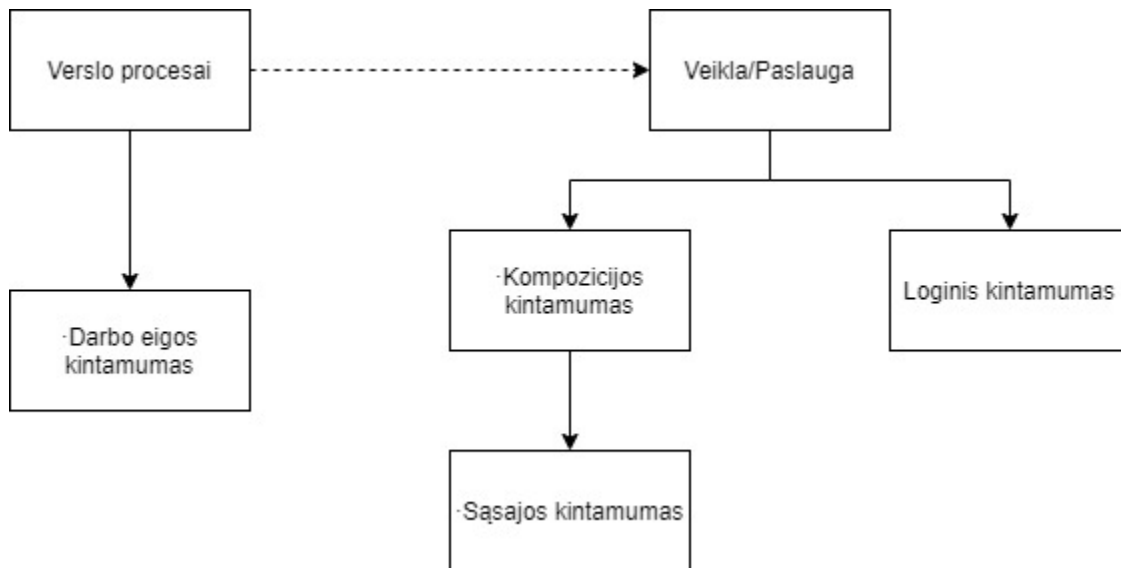 Verslo procesai
Veikla/Paslauga
·Kompozicijos
kintamumas
Loginis kintamumas
·Darbo eigos
kintamumas
·Sąsajos kintamumas